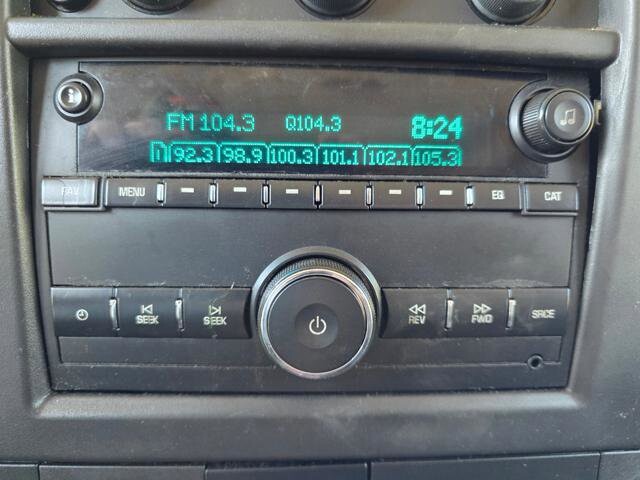 FM 104.3 Q104.3 8:24
1 92.3 98.9 100.3 101.1 102.1 105.3
FAV MENU EQ CAT
SEEK SEEK REV FWD SRCE